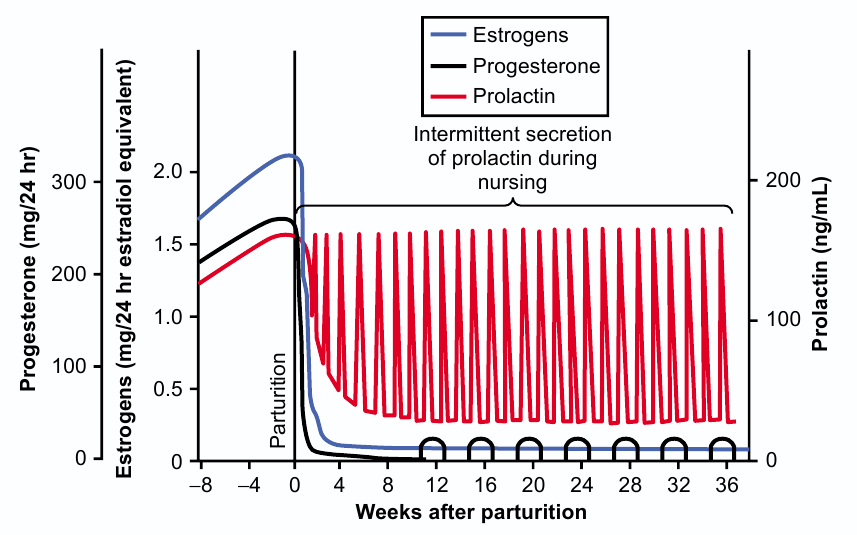 Estrogens
Progesterone
Prolactin
Intermittent secretion
of prolactin during
nursing
Progesterone (mg/24 hr)
300
200
100
0
Estrogens (mg/24 hr estradiol equivalent)
2.0
1.5
1.0
0.5
0
Parturition
200
100
0
Prolactin (ng/mL)
–8 –4 0 4 8 12 16 20 24 28 32 36
Weeks after parturition